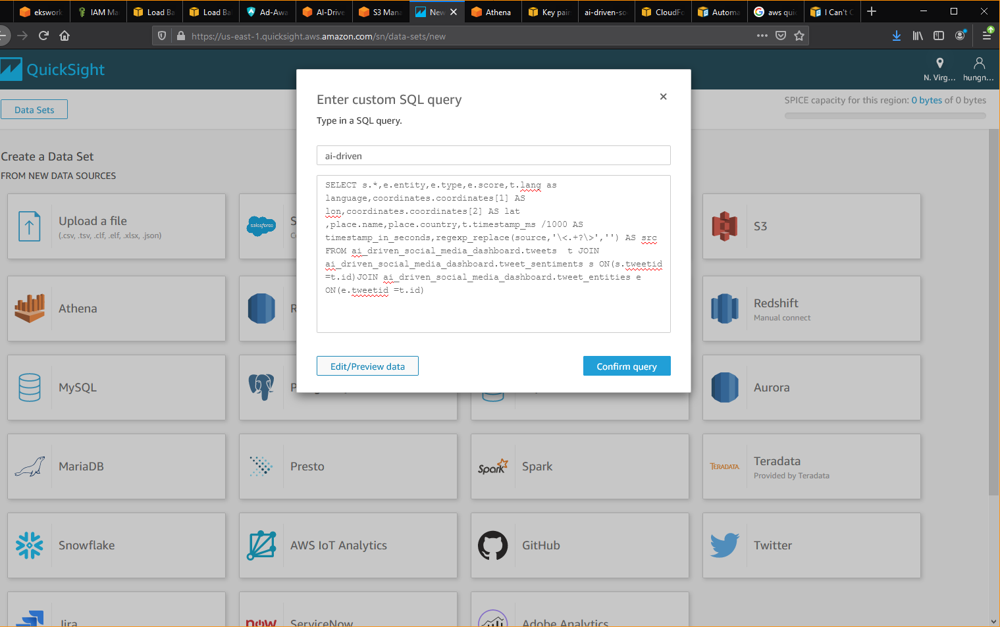 ekswork
IAM Ma
Load Ba
Load Bal
Ad-Awa
AI-Drive
S3 Mana
New
Athena
Key pair
ai-driven-so
CloudFo
Automa
aws quic
I Can't C
https://us-east-1.quicksight.aws.amazon.com/sn/data-sets/new
QuickSight
N. Virg...
hungn...
Data Sets
SPICE capacity for this region: 0 bytes of 0 bytes
Enter custom SQL query
Type in a SQL query.
ai-driven
SELECT s.*,e.entity,e.type,e.score,t.lang as
language,coordinates.coordinates[1] AS
lon,coordinates.coordinates[2] AS lat
,place.name,place.country,t.timestamp_ms /1000 AS
timestamp_in_seconds,regexp_replace(source,'\<.+?\>','') AS src
FROM ai_driven_social_media_dashboard.tweets  t JOIN
ai_driven_social_media_dashboard.tweet_sentiments s ON(s.tweetid
=t.id)JOIN ai_driven_social_media_dashboard.tweet_entities e
ON(e.tweetid =t.id)
Edit/Preview data
Confirm query
Create a Data Set
FROM NEW DATA SOURCES
Upload a file
(.csv, .tsv, .clf, .elf, .xlsx, .json)
salesforce
S3
Athena
Redshift
Manual connect
MySQL
Aurora
MariaDB
Presto
Spark
Spark
TERADATA
Teradata
Provided by Teradata
Snowflake
AWS IoT Analytics
GitHub
Twitter
Jira
now
ServiceNow
Adobe Analytics